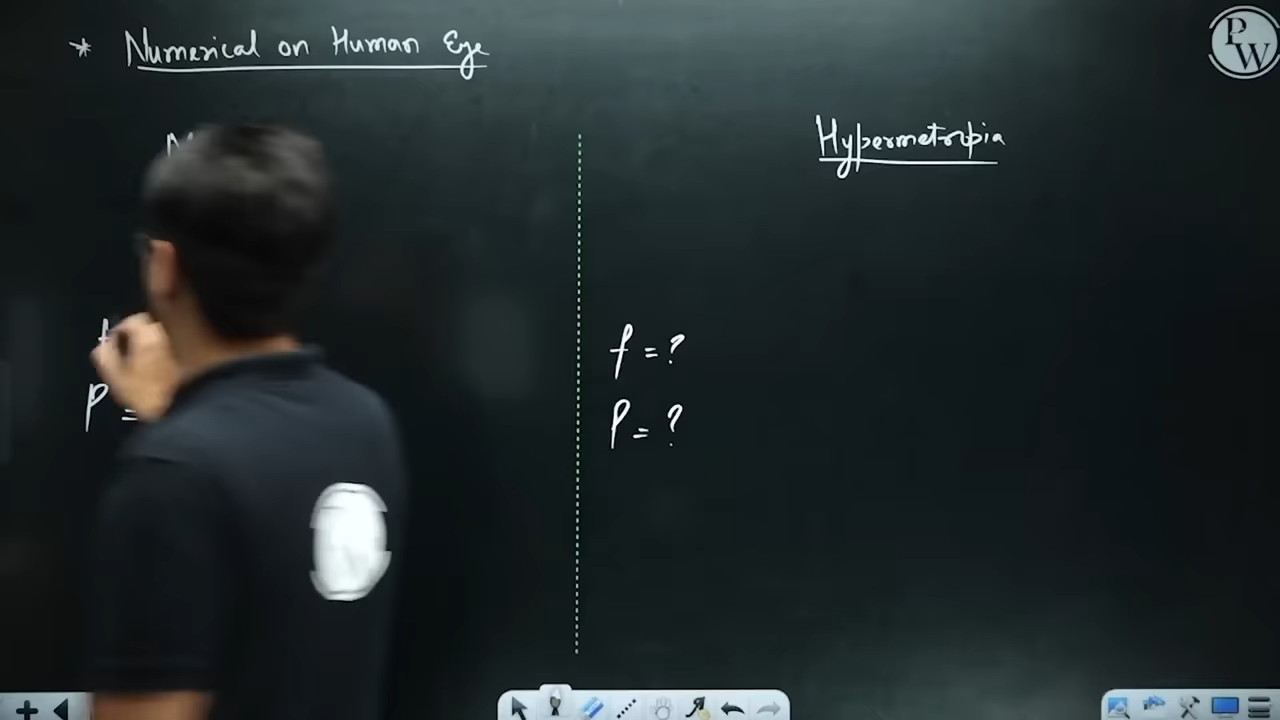 * Numerical on Human Eye
PW
Hypermetropia
f = ?
P = ?
P =